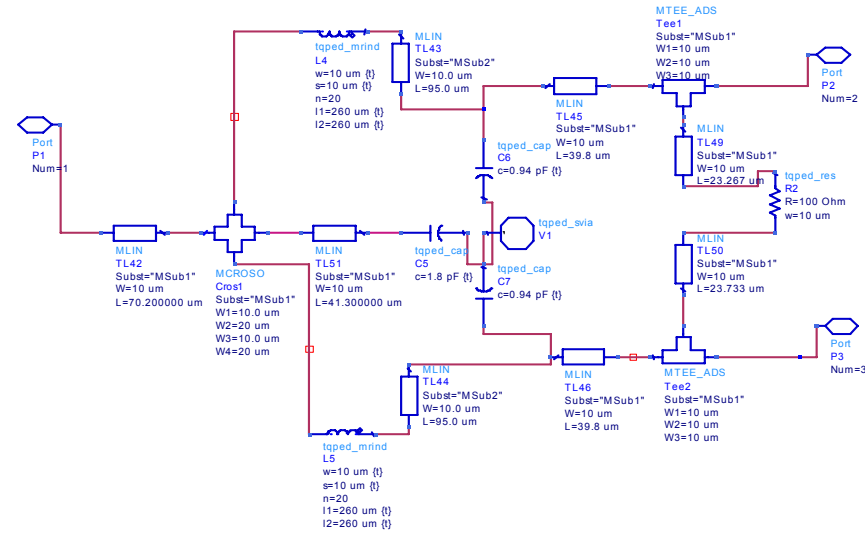 MTEE_ADS
Tee1
Subst="MSub1"
W1=10 um
W2=10 um
W3=10 um
Port
P2
Num=2
tqped_mrind
L4
w=10 um {t}
s=10 um {t}
n=20
l1=260 um {t}
l2=260 um {t}
MLIN
TL43
Subst="MSub2"
W=10.0 um
L=95.0 um
MLIN
TL45
Subst="MSub1"
W=10 um
L=39.8 um
MLIN
TL49
Subst="MSub1"
W=10 um
L=23.267 um
Port
P1
Num=1
tqped_cap
C6
c=0.94 pF {t}
tqped_res
R2
R=100 Ohm
w=10 um
tqped_svia
V1
MLIN
TL42
Subst="MSub1"
W=10 um
L=70.200000 um
MCROSO
Cros1
Subst="MSub1"
W1=10.0 um
W2=20 um
W3=10.0 um
W4=20 um
MLIN
TL51
Subst="MSub1"
W=10 um
L=41.300000 um
tqped_cap
C5
c=1.8 pF {t}
tqped_cap
C7
c=0.94 pF {t}
MLIN
TL50
Subst="MSub1"
W=10 um
L=23.733 um
Port
P3
Num=3
MLIN
TL44
Subst="MSub2"
W=10.0 um
L=95.0 um
MLIN
TL46
Subst="MSub1"
W=10 um
L=39.8 um
MTEE_ADS
Tee2
Subst="MSub1"
W1=10 um
W2=10 um
W3=10 um
tqped_mrind
L5
w=10 um {t}
s=10 um {t}
n=20
l1=260 um {t}
l2=260 um {t}